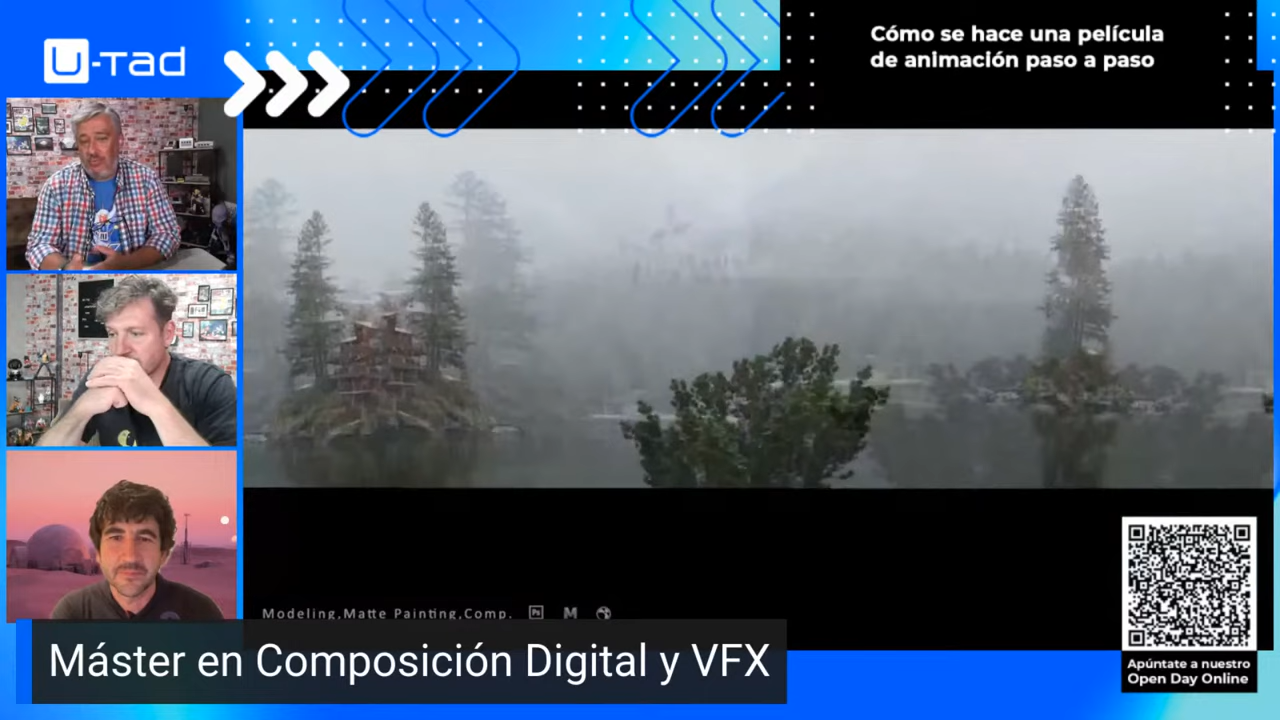 U-Tad
Cómo se hace una película
de animación paso a paso
Modeling,Matte Painting,Comp.
Ps
M
Máster en Composición Digital y VFX
Apúntate a nuestro
Open Day Online